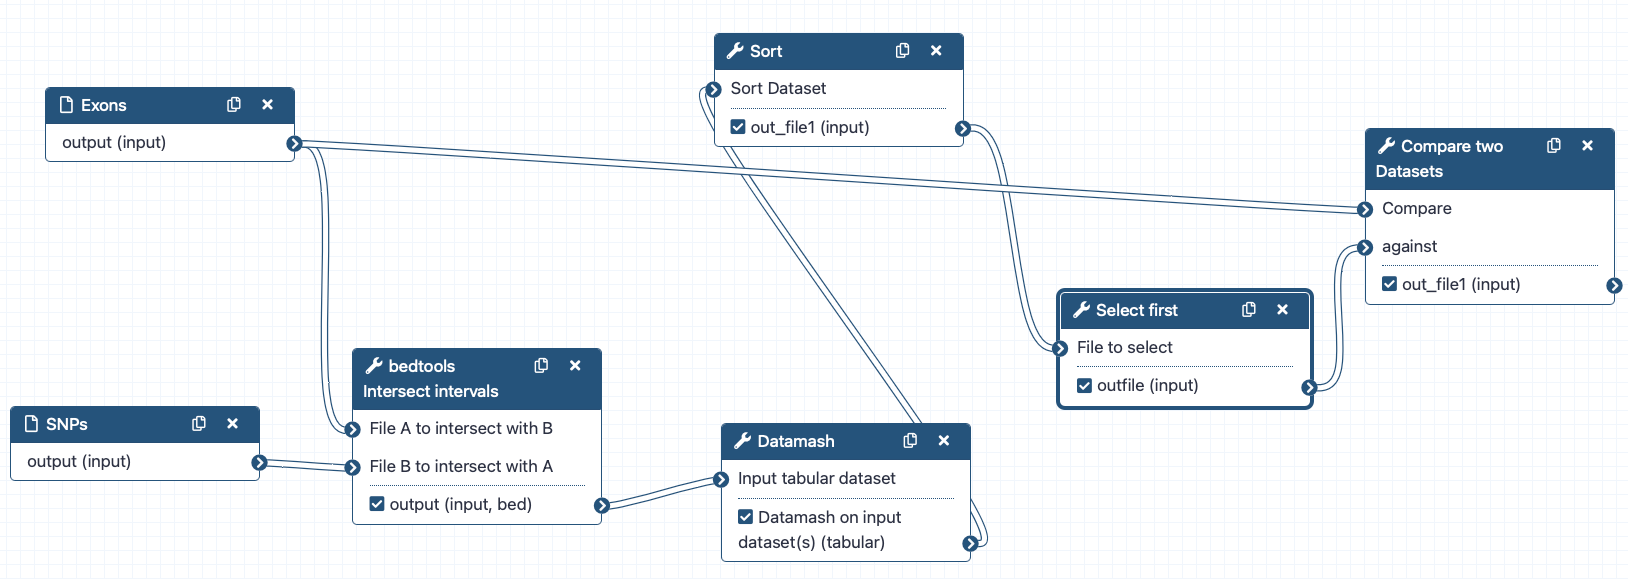 Exons
output (input)
SNPs
output (input)
bedtools
Intersect intervals
File A to intersect with B
File B to intersect with A
output (input, bed)
Sort
Sort Dataset
out_file1 (input)
Datamash
Input tabular dataset
Datamash on input
dataset(s) (tabular)
Select first
File to select
outfile (input)
Compare two
Datasets
Compare
against
out_file1 (input)